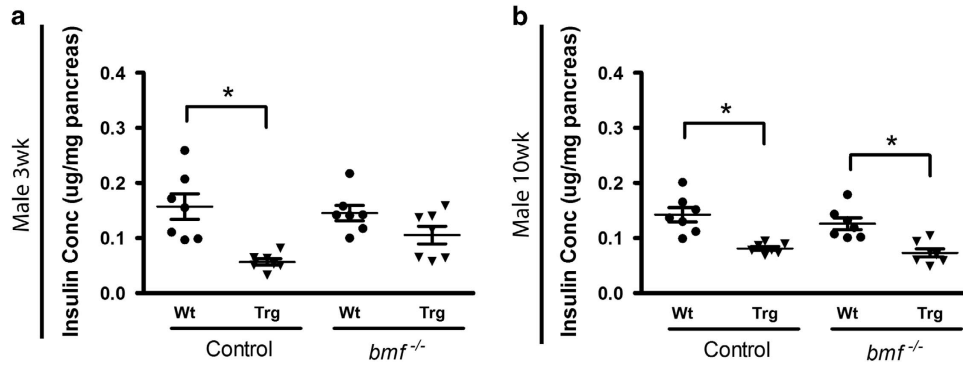 a
Male 3wk
Insulin Conc (ug/mg pancreas)
0.4
0.3
0.2
0.1
0.0
*
Wt Trg Wt Trg
Control bmf -/-
b
Male 10wk
Insulin Conc (ug/mg pancreas)
0.4
0.3
0.2
0.1
0.0
*
*
Wt Trg Wt Trg
Control bmf -/-